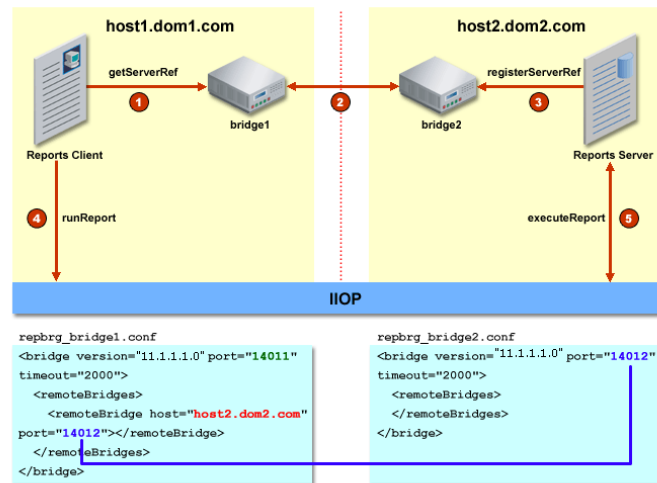 host1.dom1.com
host2.dom2.com
getServerRef
registerServerRef
1
2
3
bridge1
bridge2
Reports Client
Reports Server
4
runReport
executeReport
5
IIOP
repbrg_bridge1.conf
<bridge version="11.1.1.1.0" port="14011"
timeout="2000">
<remoteBridges>
<remoteBridge host="host2.dom2.com"
port="14012"></remoteBridge>
</remoteBridges>
</bridge>
repbrg_bridge2.conf
<bridge version="11.1.1.1.0" port="14012"
timeout="2000">
<remoteBridges>
</remoteBridges>
</bridge>